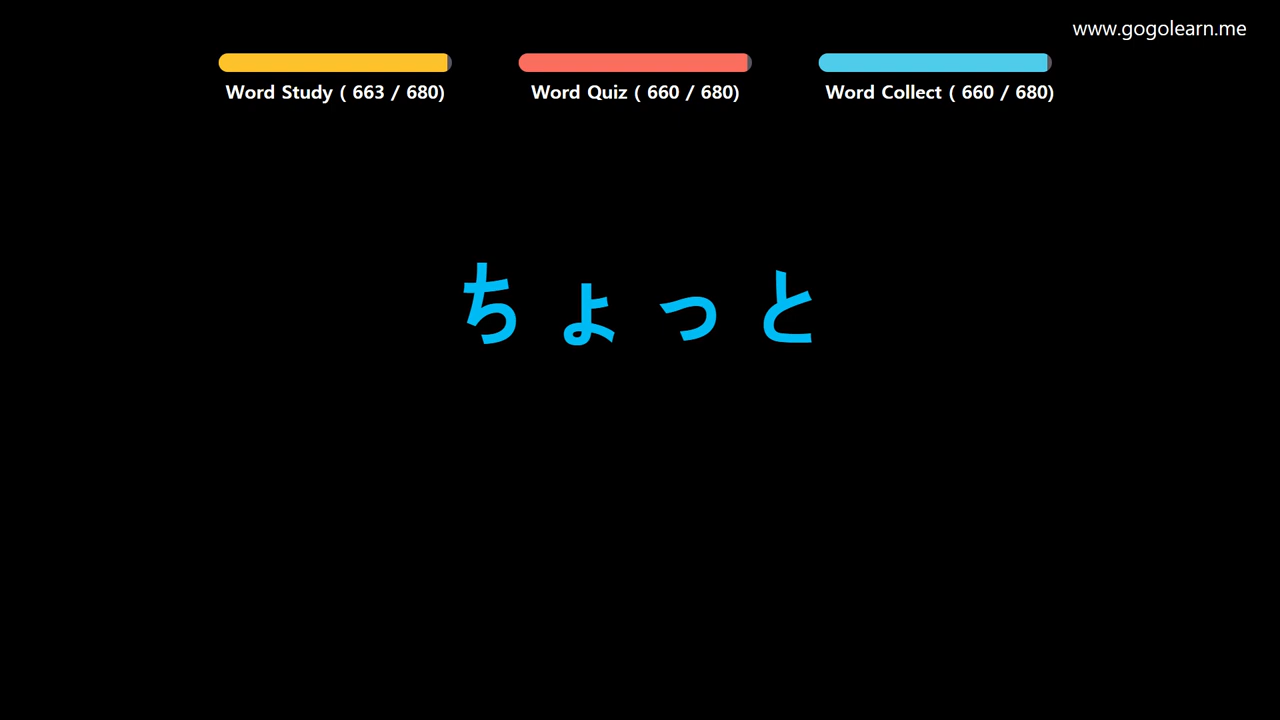 www.gogolearn.me
Word Study ( 663 / 680)
Word Quiz ( 660 / 680)
Word Collect ( 660 / 680)
ちょっと